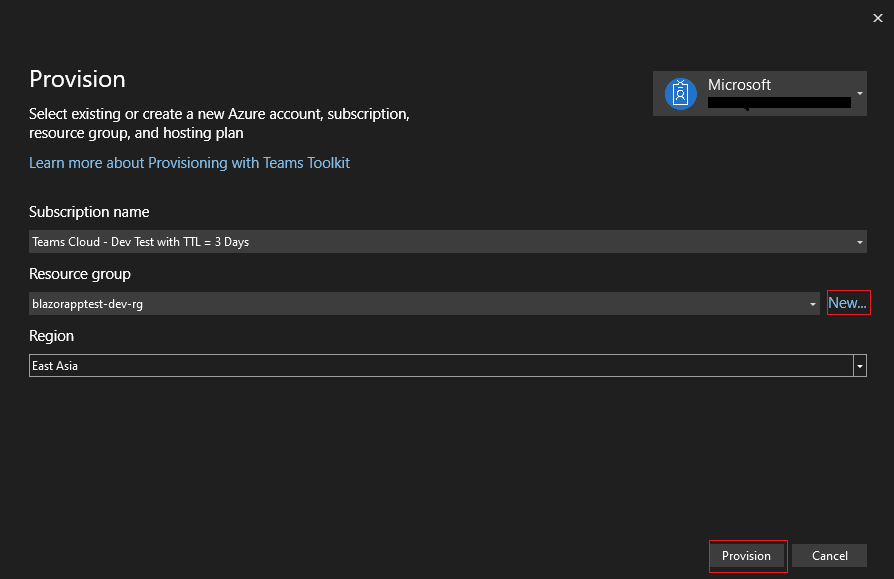 Provision
Microsoft
Select existing or create a new Azure account, subscription,
resource group, and hosting plan
Learn more about Provisioning with Teams Toolkit
Subscription name
Teams Cloud - Dev Test with TTL = 3 Days
Resource group
blazorapptest-dev-rg
New...
Region
East Asia
Provision
Cancel